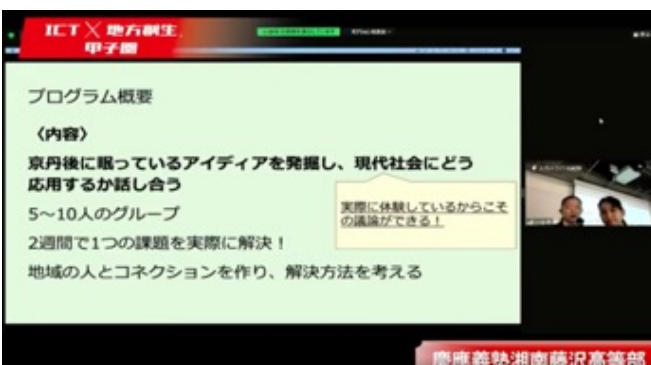 ICT×地方創生
甲子園
プログラム概要
〈内容〉
京丹後に眠っているアイディアを発掘し、現代社会にどう
応用するか話し合う
実際に体験しているからこそ
の議論ができる！
5～10人のグループ
2週間で1つの課題を実際に解決！
地域の人とコネクションを作り、解決方法を考える
慶應義塾湘南藤沢高等部